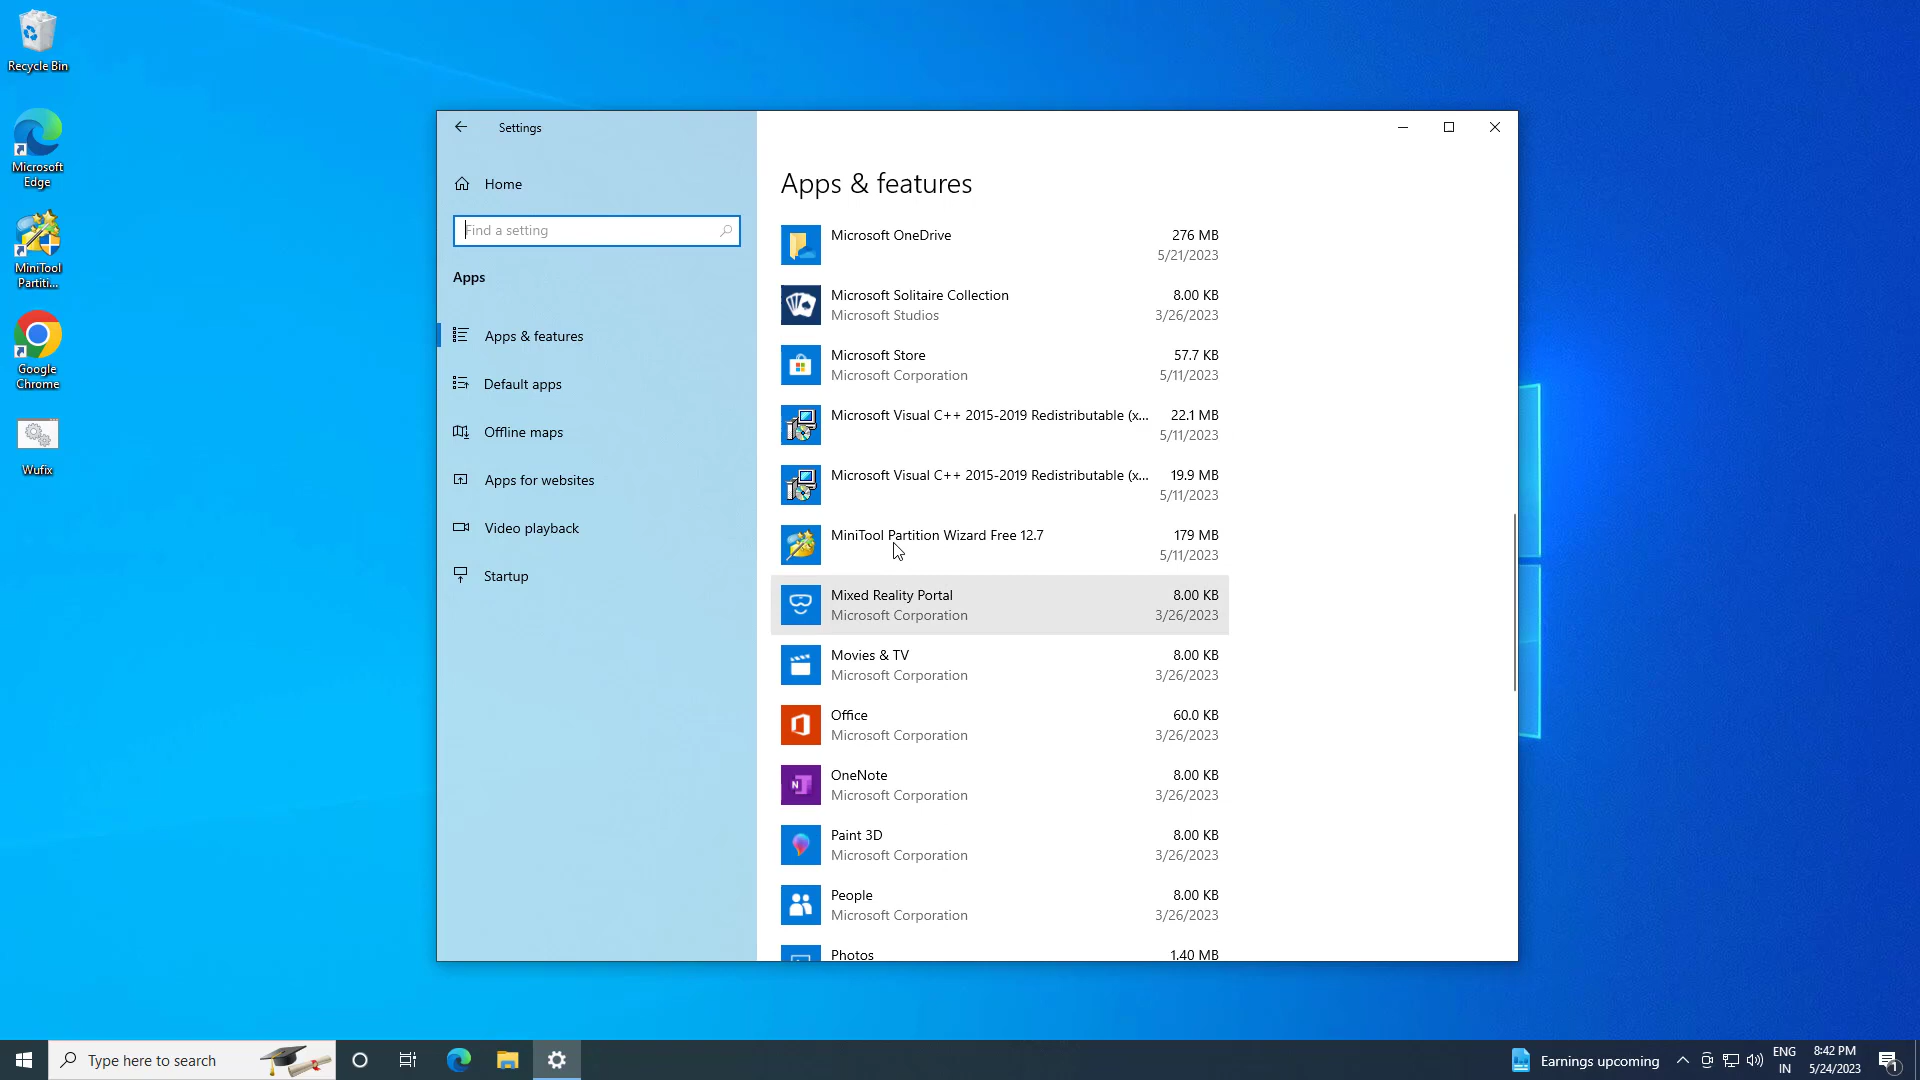 Recycle Bin
Microsoft
Edge
MiniTool
Partiti...
Google
Chrome
Wufix
Settings
Home
Find a setting
Apps
Apps & features
Default apps
Offline maps
Apps for websites
Video playback
Startup
Apps & features
Microsoft OneDrive 276 MB
5/21/2023
Microsoft Solitaire Collection 8.00 KB
Microsoft Studios 3/26/2023
Microsoft Store 57.7 KB
Microsoft Corporation 5/11/2023
Microsoft Visual C++ 2015-2019 Redistributable (x... 22.1 MB
5/11/2023
Microsoft Visual C++ 2015-2019 Redistributable (x... 19.9 MB
5/11/2023
MiniTool Partition Wizard Free 12.7 179 MB
5/11/2023
Mixed Reality Portal 8.00 KB
Microsoft Corporation 3/26/2023
Movies & TV 8.00 KB
Microsoft Corporation 3/26/2023
Office 60.0 KB
Microsoft Corporation 3/26/2023
OneNote 8.00 KB
Microsoft Corporation 3/26/2023
Paint 3D 8.00 KB
Microsoft Corporation 3/26/2023
People 8.00 KB
Microsoft Corporation 3/26/2023
Photos 1.40 MB
Type here to search
Earnings upcoming
ENG
IN
8:42 PM
5/24/2023
1